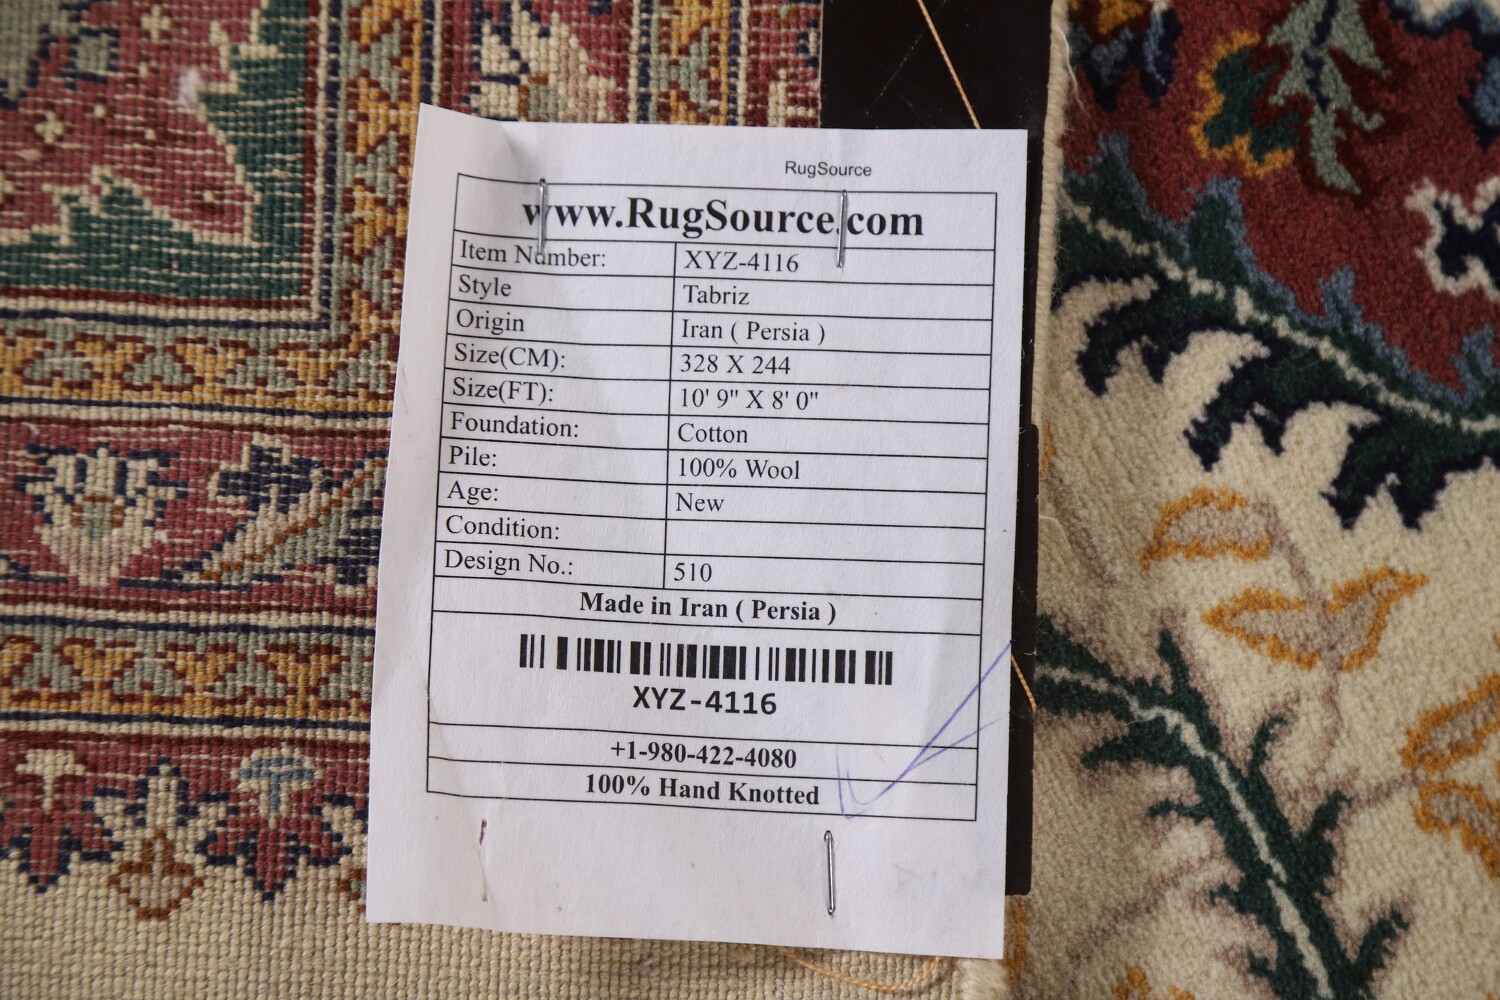 RugSource
www.RugSource.com
Item Number: XYZ-4116
Style Tabriz
Origin Iran ( Persia )
Size(CM): 328 X 244
Size(FT): 10' 9" X 8' 0"
Foundation: Cotton
Pile: 100% Wool
Age: New
Condition:
Design No.: 510
Made in Iran ( Persia )
XYZ-4116
+1-980-422-4080
100% Hand Knotted